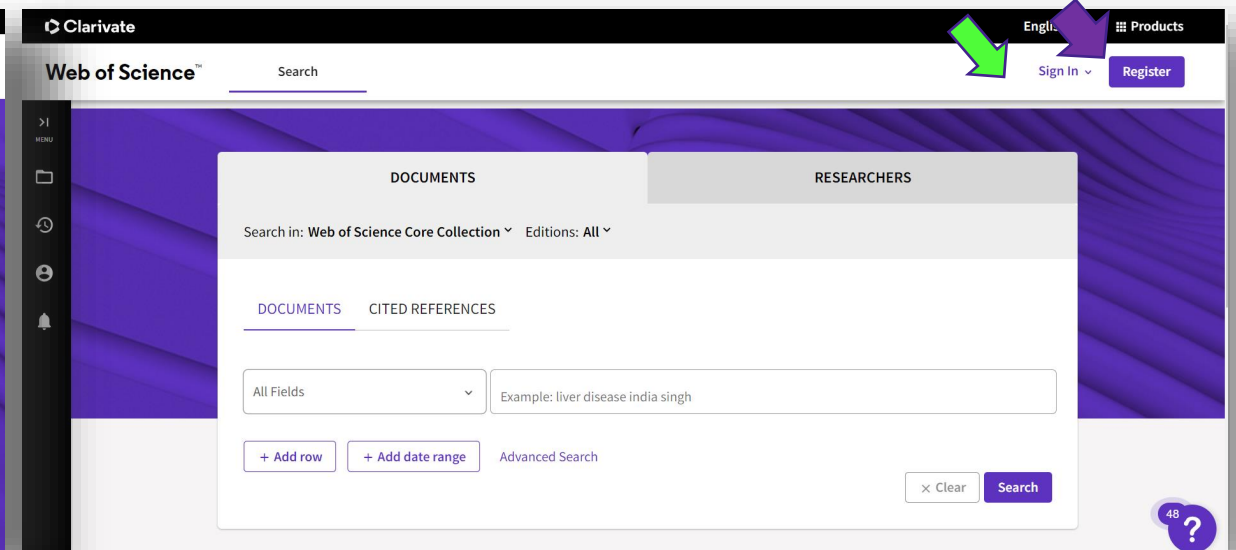 Clarivate
Products
Web of Science™
Search
Sign In
Register
MENU
DOCUMENTS
RESEARCHERS
Search in: Web of Science Core Collection Editions: All
DOCUMENTS CITED REFERENCES
All Fields
Example: liver disease india singh
+ Add row
+ Add date range
Advanced Search
× Clear
Search
48
?